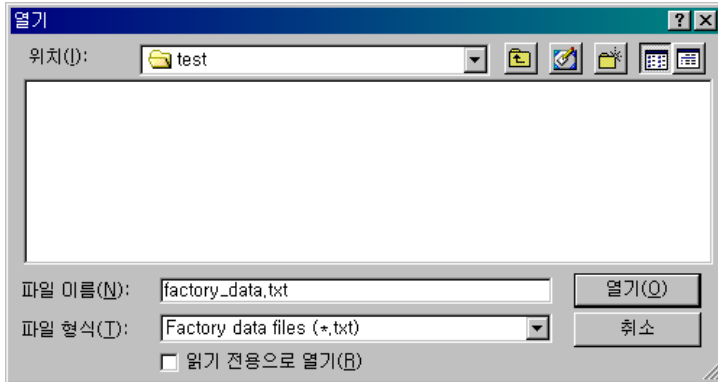 열기
위치(I): test
파일 이름(N): factory_data.txt 열기(O)
파일 형식(T): Factory data files (*.txt) 취소
읽기 전용으로 열기(R)